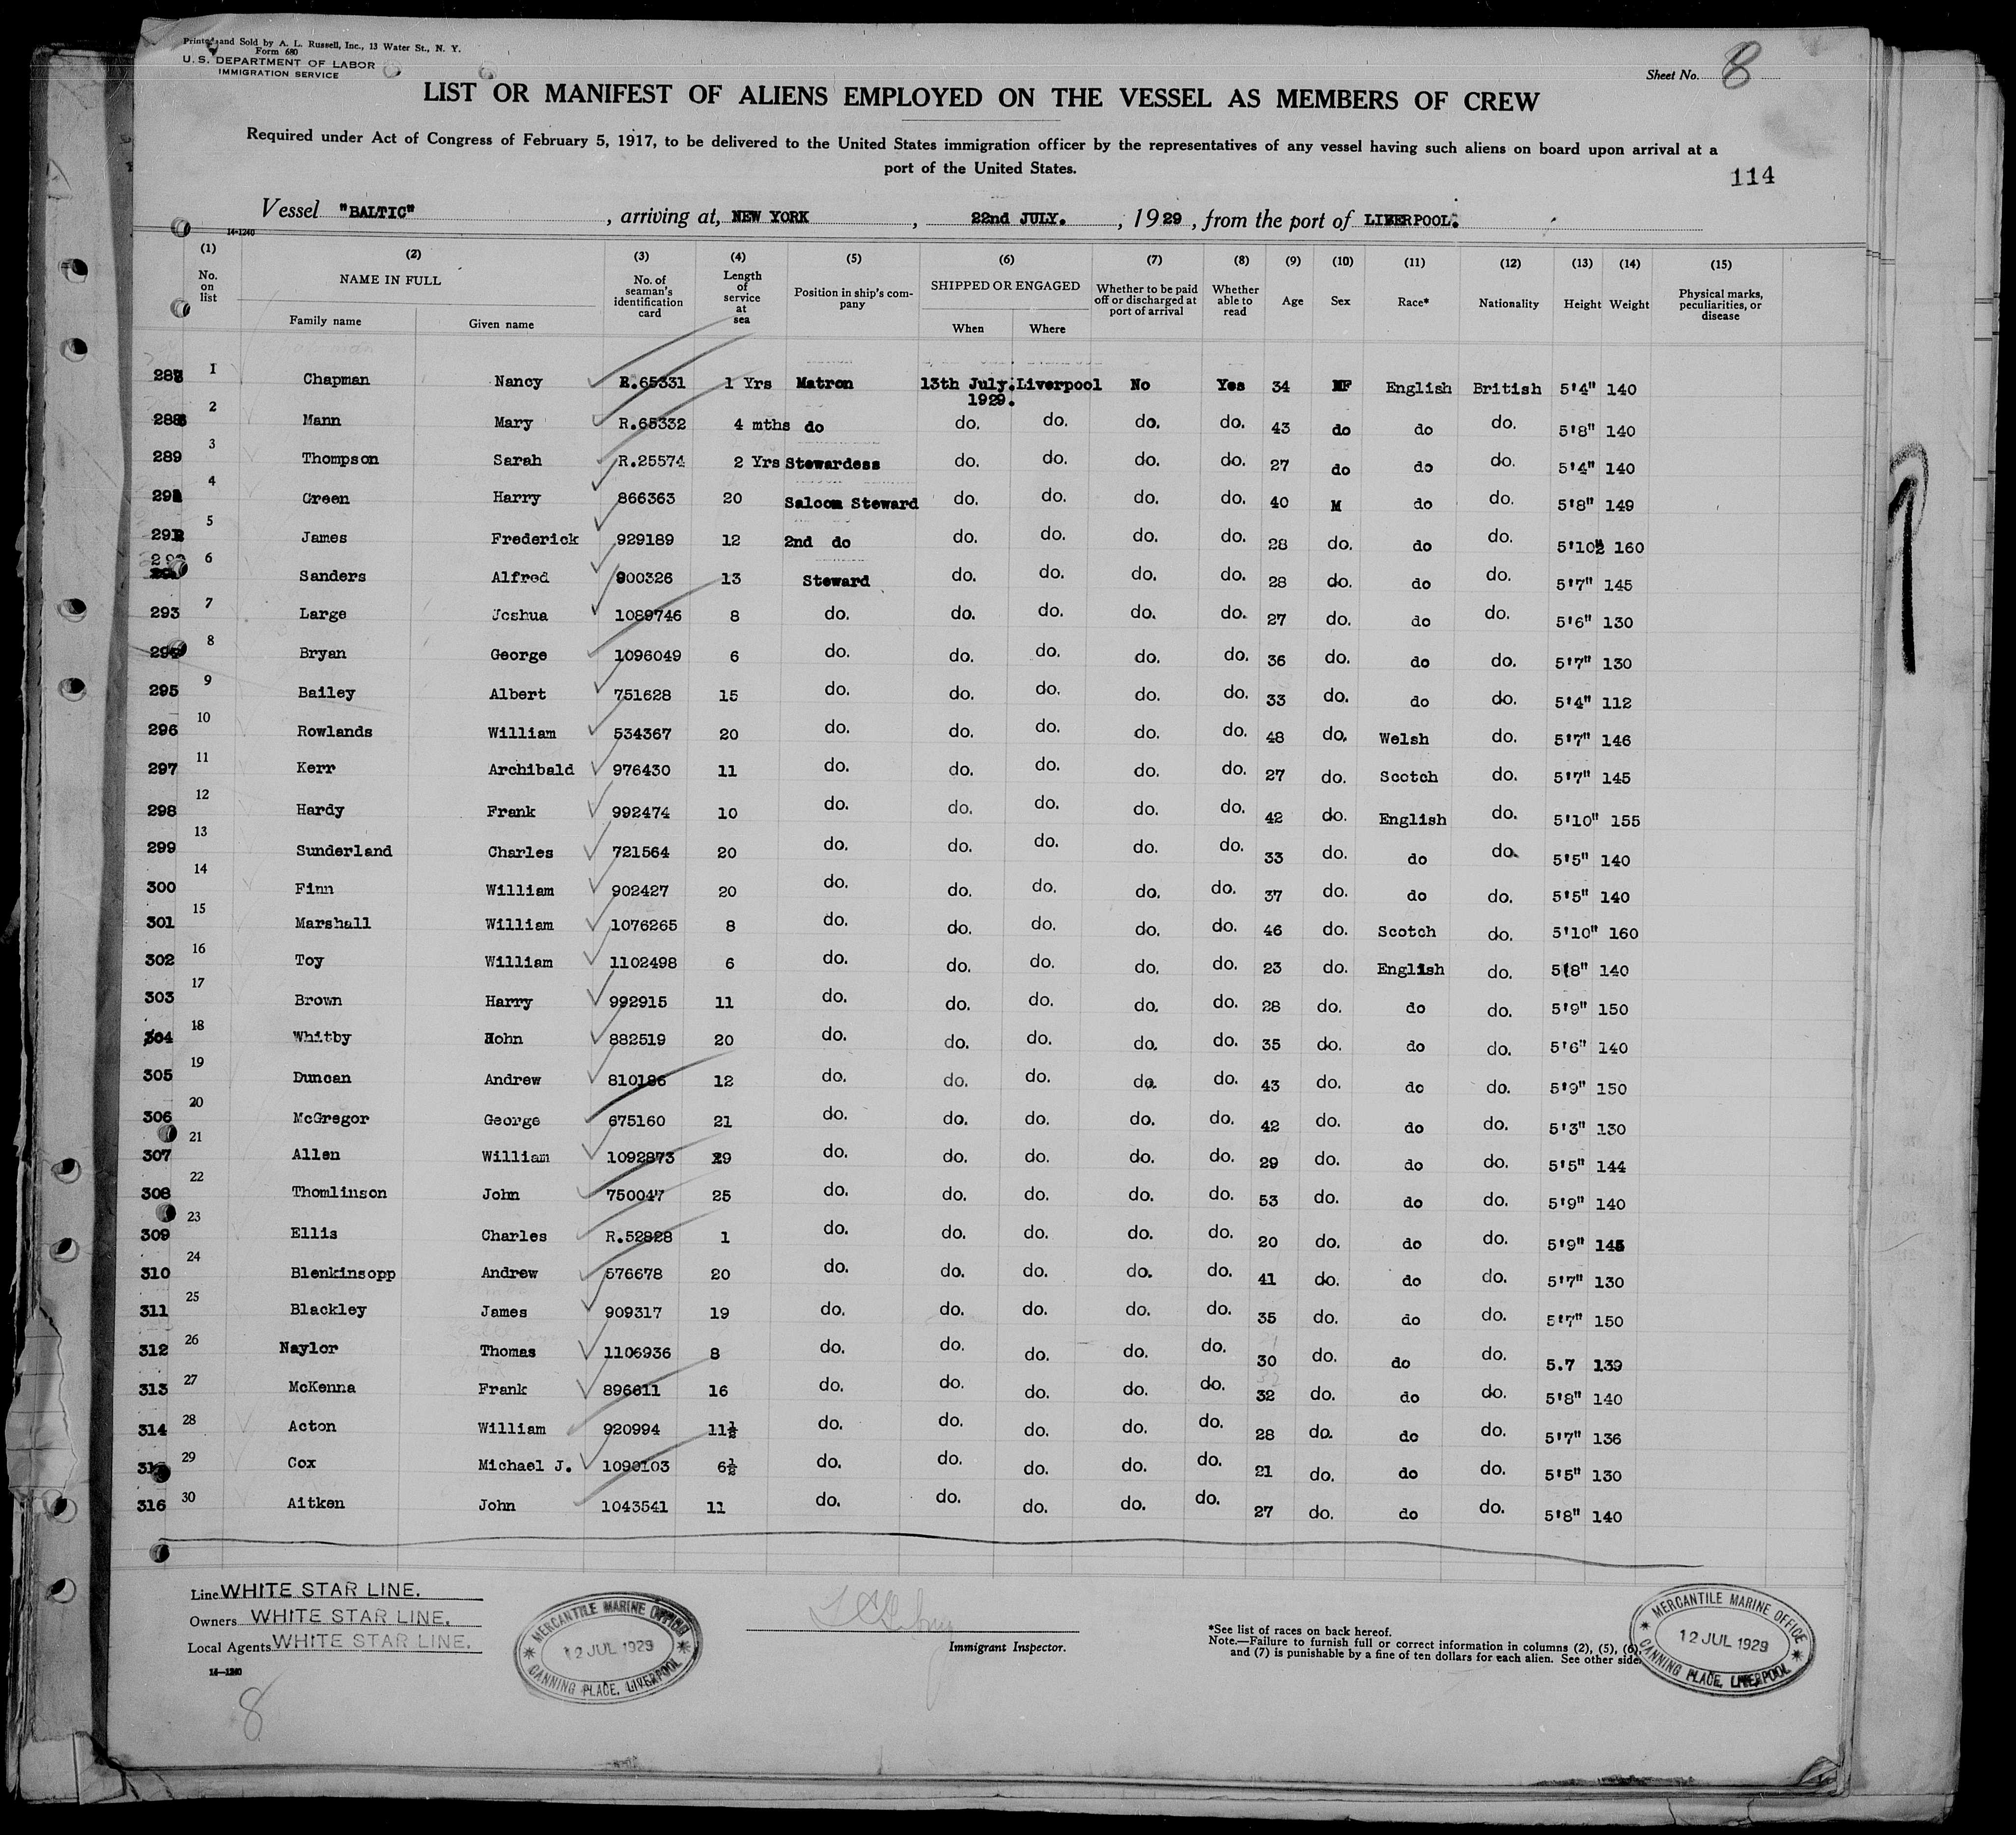 Printed and Sold by A. L. Russell, Inc., 13 Water St., N. Y.
Form 680
U. S. DEPARTMENT OF LABOR
IMMIGRATION SERVICE
Sheet No. 8
LIST OR MANIFEST OF ALIENS EMPLOYED ON THE VESSEL AS MEMBERS OF CREW
Required under Act of Congress of February 5, 1917, to be delivered to the United States immigration officer by the representatives of any vessel having such aliens on board upon arrival at a
port of the United States.
114
Vessel "BALTIC", arriving at, NEW YORK, 22nd JULY., 1929, from the port of LIVERPOOL.
14-1240
(1) (2) (3) (4) (5) (6) (7) (8) (9) (10) (11) (12) (13) (14) (15)
No. on list NAME IN FULL Family name Given name No. of seaman's identification card Length of service at sea Position in ship's company SHIPPED OR ENGAGED When Where Whether to be paid off or discharged at port of arrival Whether able to read Age Sex Race* Nationality Height Weight Physical marks, peculiarities, or disease
1 Chapman Nancy R.65331 1 Yrs Matron 13th July. Liverpool No Yes 34 F English British 5'4" 140
1929.
288 2 Mann Mary R.65332 4 mths do do. do. do. do. 43 do do do. 5'8" 140
289 3 Thompson Sarah R.25574 2 Yrs Stewardess do. do. do. do. 27 do do do. 5'4" 140
4 Green Harry 866363 20 Saloon Steward do. do. do. do. 40 M do do. 5'8" 149
5 James Frederick 929189 12 2nd do do. do. do. do. 28 do. do do. 5'10" 160
6 Sanders Alfred 900326 13 Steward do. do. do. do. 28 do. do do. 5'7" 145
293 7 Large Joshua 1089746 8 do. do. do. do. do. 27 do. do do. 5'6" 130
294 8 Bryan George 1096049 6 do. do. do. do. do. 36 do. do do. 5'7" 130
295 9 Bailey Albert 751628 15 do. do. do. do. do. 33 do. do do. 5'4" 112
296 10 Rowlands William 534367 20 do. do. do. do. do. 48 do. Welsh do. 5'7" 146
297 11 Kerr Archibald 976430 11 do. do. do. do. do. 27 do. Scotch do. 5'7" 145
298 12 Hardy Frank 992474 10 do. do. do. do. do. 42 do. English do. 5'10" 155
299 13 Sunderland Charles 721564 20 do. do. do. do. do. 33 do. do do. 5'5" 140
300 14 Finn William 902427 20 do. do. do. do. do. 37 do. do do. 5'5" 140
301 15 Marshall William 1076265 8 do. do. do. do. do. 46 do. Scotch do. 5'10" 160
302 16 Toy William 1102498 6 do. do. do. do. do. 23 do. English do. 5'8" 140
303 17 Brown Harry 992915 11 do. do. do. do. do. 28 do. do do. 5'9" 150
304 18 Whitby John 882519 20 do. do. do. do. do. 35 do. do do. 5'6" 140
305 19 Duncan Andrew 810186 12 do. do. do. do. do. 43 do. do do. 5'9" 150
306 20 McGregor George 675160 21 do. do. do. do. do. 42 do. do do. 5'3" 130
307 21 Allen William 1092873 do. do. do. do. do. 29 do. do do. 5'5" 144
308 22 Thomlinson John 750047 25 do. do. do. do. do. 53 do. do do. 5'9" 140
309 23 Ellis Charles R.52828 1 do. do. do. do. do. 20 do. do do. 5'9" 145
310 24 Blenkinsopp Andrew 576678 20 do. do. do. do. do. 41 do. do do. 5'7" 130
311 25 Blackley James 909317 19 do. do. do. do. do. 35 do. do do. 5'7" 150
312 26 Naylor Thomas 1106936 8 do. do. do. do. do. 30 do. do do. 5.7 139
313 27 McKenna Frank 896611 16 do. do. do. do. do. 32 do. do do. 5'8" 140
314 28 Acton William 920994 11½ do. do. do. do. do. 28 do. do do. 5'7" 136
29 Cox Michael J. 1090103 6½ do. do. do. do. do. 21 do. do do. 5'5" 130
316 30 Aitken John 1043541 11 do. do. do. do. do. 27 do. do do. 5'8" 140
Line WHITE STAR LINE.
Owners WHITE STAR LINE.
Local Agents WHITE STAR LINE.
14-1240
8
MERCANTILE MARINE OFFICE
12 JUL 1929
CANNING PLACE, LIVERPOOL
Immigrant Inspector.
*See list of races on back hereof.
Note.—Failure to furnish full or correct information in columns (2), (5), (6),
and (7) is punishable by a fine of ten dollars for each alien. See other side.
MERCANTILE MARINE OFFICE
12 JUL 1929
CANNING PLACE, LIVERPOOL